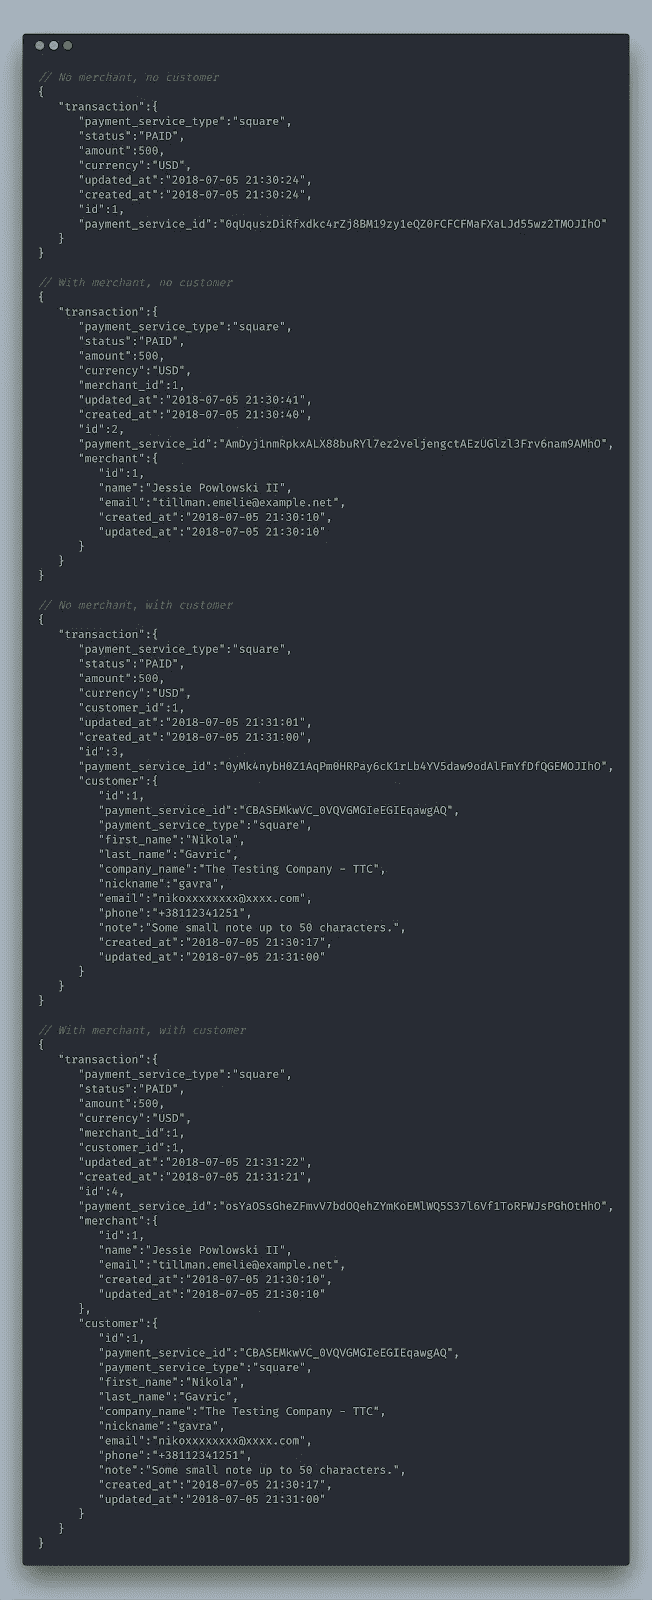 // No merchant, no customer
{
"transaction":{
"payment_service_type":"square",
"status":"PAID",
"amount":500,
"currency":"USD",
"updated_at":"2018-07-05 21:30:24",
"created_at":"2018-07-05 21:30:24",
"id":1,
"payment_service_id":"0qUquszDiRfxdkc4rZj8BM19zy1eQZ0FCFCFMaFXaLJd55wz2TMOJIhO"
}
}
// With merchant, no customer
{
"transaction":{
"payment_service_type":"square",
"status":"PAID",
"amount":500,
"currency":"USD",
"merchant_id":1,
"updated_at":"2018-07-05 21:30:41",
"created_at":"2018-07-05 21:30:40",
"id":2,
"payment_service_id":"AmDyj1nmRpkxALX88buRYl7ez2veljengctAEzUGlzl3Frv6nam9AMhO",
"merchant":{
"id":1,
"name":"Jessie Powlowski II",
"email":"tillman.emelie@example.net",
"created_at":"2018-07-05 21:30:10",
"updated_at":"2018-07-05 21:30:10"
}
}
}
// No merchant, with customer
{
"transaction":{
"payment_service_type":"square",
"status":"PAID",
"amount":500,
"currency":"USD",
"customer_id":1,
"updated_at":"2018-07-05 21:31:01",
"created_at":"2018-07-05 21:31:00",
"id":3,
"payment_service_id":"0yMk4nybH0Z1AqPm0HRPay6cK1rLb4YV5daw9odAlFmYfDfQGEMOJIhO",
"customer":{
"id":1,
"payment_service_id":"CBASEMkwVC_0VQVGMGIeEGIEqawgAQ",
"payment_service_type":"square",
"first_name":"Nikola",
"last_name":"Gavric",
"company_name":"The Testing Company - TTC",
"nickname":"gavra",
"email":"nikoxxxxxxxx@xxxx.com",
"phone":"+38112341251",
"note":"Some small note up to 50 characters.",
"created_at":"2018-07-05 21:30:17",
"updated_at":"2018-07-05 21:31:00"
}
}
}
// With merchant, with customer
{
"transaction":{
"payment_service_type":"square",
"status":"PAID",
"amount":500,
"currency":"USD",
"merchant_id":1,
"customer_id":1,
"updated_at":"2018-07-05 21:31:22",
"created_at":"2018-07-05 21:31:21",
"id":4,
"payment_service_id":"osYaOSsGheZFmvV7bdOQehZYmKoEMlWQ5S37l6Vf1ToRFWJsPGhOtHhO",
"merchant":{
"id":1,
"name":"Jessie Powlowski II",
"email":"tillman.emelie@example.net",
"created_at":"2018-07-05 21:30:10",
"updated_at":"2018-07-05 21:30:10"
},
"customer":{
"id":1,
"payment_service_id":"CBASEMkwVC_0VQVGMGIeEGIEqawgAQ",
"payment_service_type":"square",
"first_name":"Nikola",
"last_name":"Gavric",
"company_name":"The Testing Company - TTC",
"nickname":"gavra",
"email":"nikoxxxxxxxx@xxxx.com",
"phone":"+38112341251",
"note":"Some small note up to 50 characters.",
"created_at":"2018-07-05 21:30:17",
"updated_at":"2018-07-05 21:31:00"
}
}
}